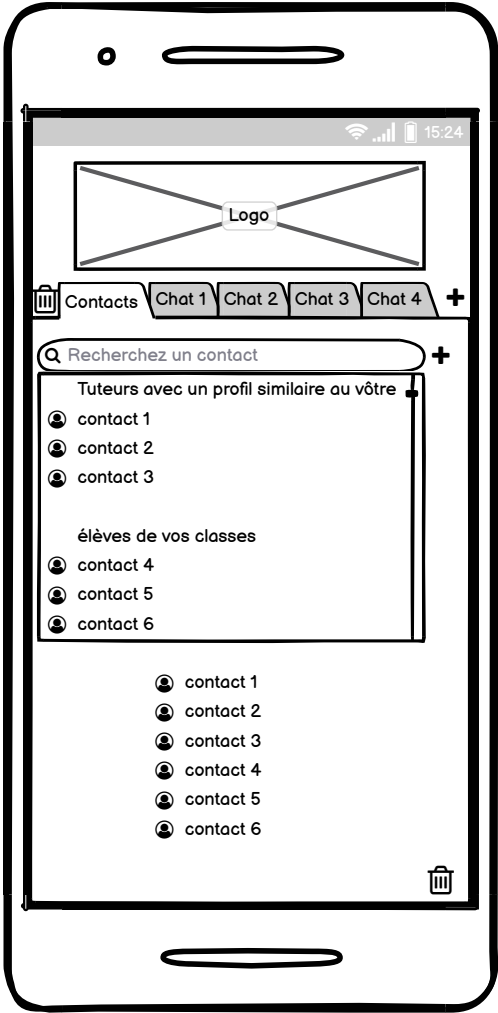 15:24
Logo
Contacts Chat 1 Chat 2 Chat 3 Chat 4 +
Recherchez un contact +
Tuteurs avec un profil similaire au vôtre
contact 1
contact 2
contact 3
élèves de vos classes
contact 4
contact 5
contact 6
contact 1
contact 2
contact 3
contact 4
contact 5
contact 6